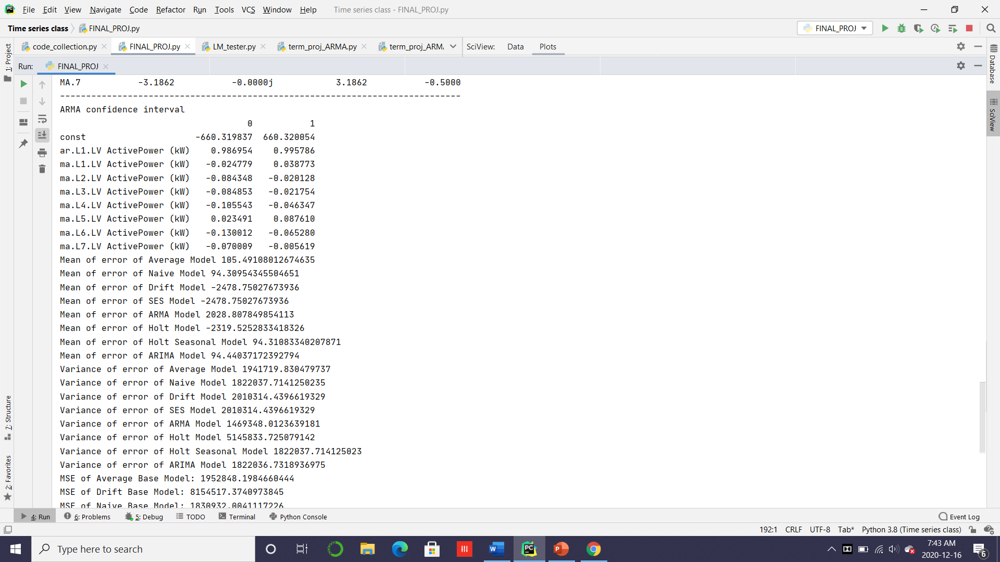 File Edit View Navigate Code Refactor Run Tools VCS Window Help Time series class - FINAL_PROJ.py
Time series class FINAL_PROJ.py FINAL_PROJ
1: Project
code_collection.py FINAL_PROJ.py LM_tester.py term_proj_ARMA.py term_proj_ARM SciView: Data Plots
Database
SciView
Run: FINAL_PROJ
MA.7 -3.1862 -0.0000j 3.1862 -0.5000
-----------------------------------------------------------------------------
ARMA confidence interval
0 1
const -660.319837 660.320054
ar.L1.LV ActivePower (kW) 0.986954 0.995786
ma.L1.LV ActivePower (kW) -0.024779 0.038773
ma.L2.LV ActivePower (kW) -0.084348 -0.020128
ma.L3.LV ActivePower (kW) -0.084853 -0.021754
ma.L4.LV ActivePower (kW) -0.105543 -0.046347
ma.L5.LV ActivePower (kW) 0.023491 0.087610
ma.L6.LV ActivePower (kW) -0.130012 -0.065280
ma.L7.LV ActivePower (kW) -0.070009 -0.005619
Mean of error of Average Model 105.49108012674635
Mean of error of Naive Model 94.30954345504651
Mean of error of Drift Model -2478.75027673936
Mean of error of SES Model -2478.75027673936
Mean of error of ARMA Model 2028.807849854113
Mean of error of Holt Model -2319.5252833418326
Mean of error of Holt Seasonal Model 94.31083340207871
Mean of error of ARIMA Model 94.44037172392794
Variance of error of Average Model 1941719.830479737
Variance of error of Naive Model 1822037.7141250235
Variance of error of Drift Model 2010314.4396619329
Variance of error of SES Model 2010314.4396619329
Variance of error of ARMA Model 1469348.0123639181
Variance of error of Holt Model 5145833.725079142
Variance of error of Holt Seasonal Model 1822037.714125023
Variance of error of ARIMA Model 1822036.7318936975
MSE of Average Base Model: 1952848.1984660444
MSE of Drift Base Model: 8154517.3740973845
MSE of Naive Base Model: 1830932.0041117226
7: Structure
2: Favorites
4: Run 6: Problems 5: Debug TODO Terminal Python Console Event Log
192:1 CRLF UTF-8 Tab* Python 3.8 (Time series class)
Type here to search
7:43 AM
2020-12-16
6